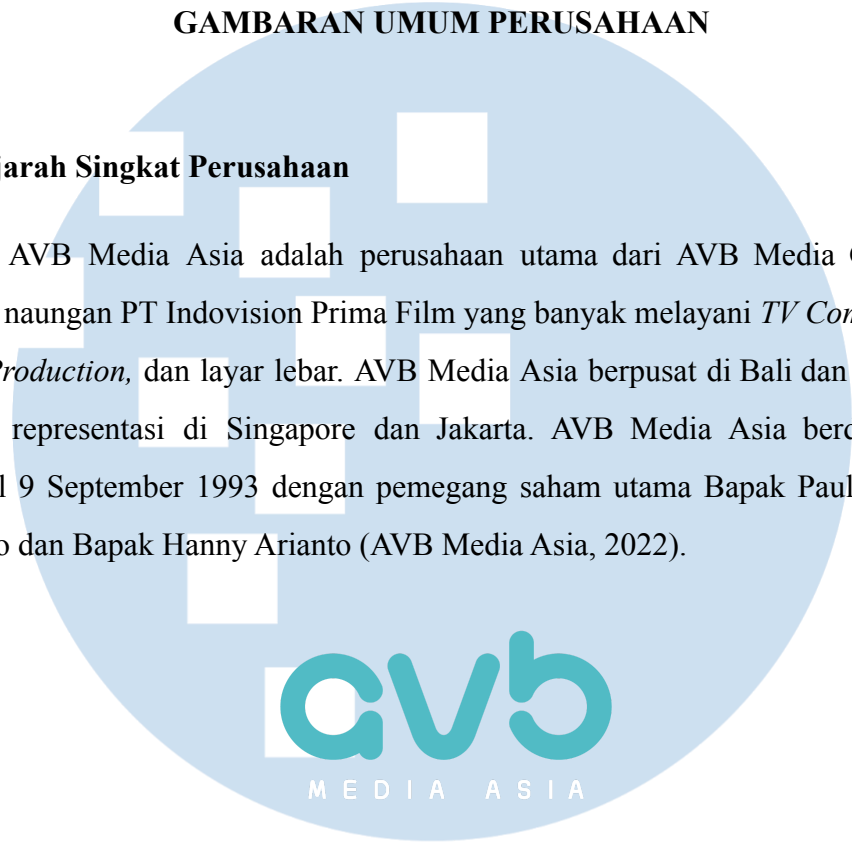 GAMBARAN UMUM PERUSAHAAN
jarah Singkat Perusahaan
AVB Media Asia adalah perusahaan utama dari AVB Media
naungan PT Indovision Prima Film yang banyak melayani TV Con
Production, dan layar lebar. AVB Media Asia berpusat di Bali dan
representasi di Singapore dan Jakarta. AVB Media Asia berd
l 9 September 1993 dengan pemegang saham utama Bapak Paul
o dan Bapak Hanny Arianto (AVB Media Asia, 2022).
avb
MEDIA ASIA